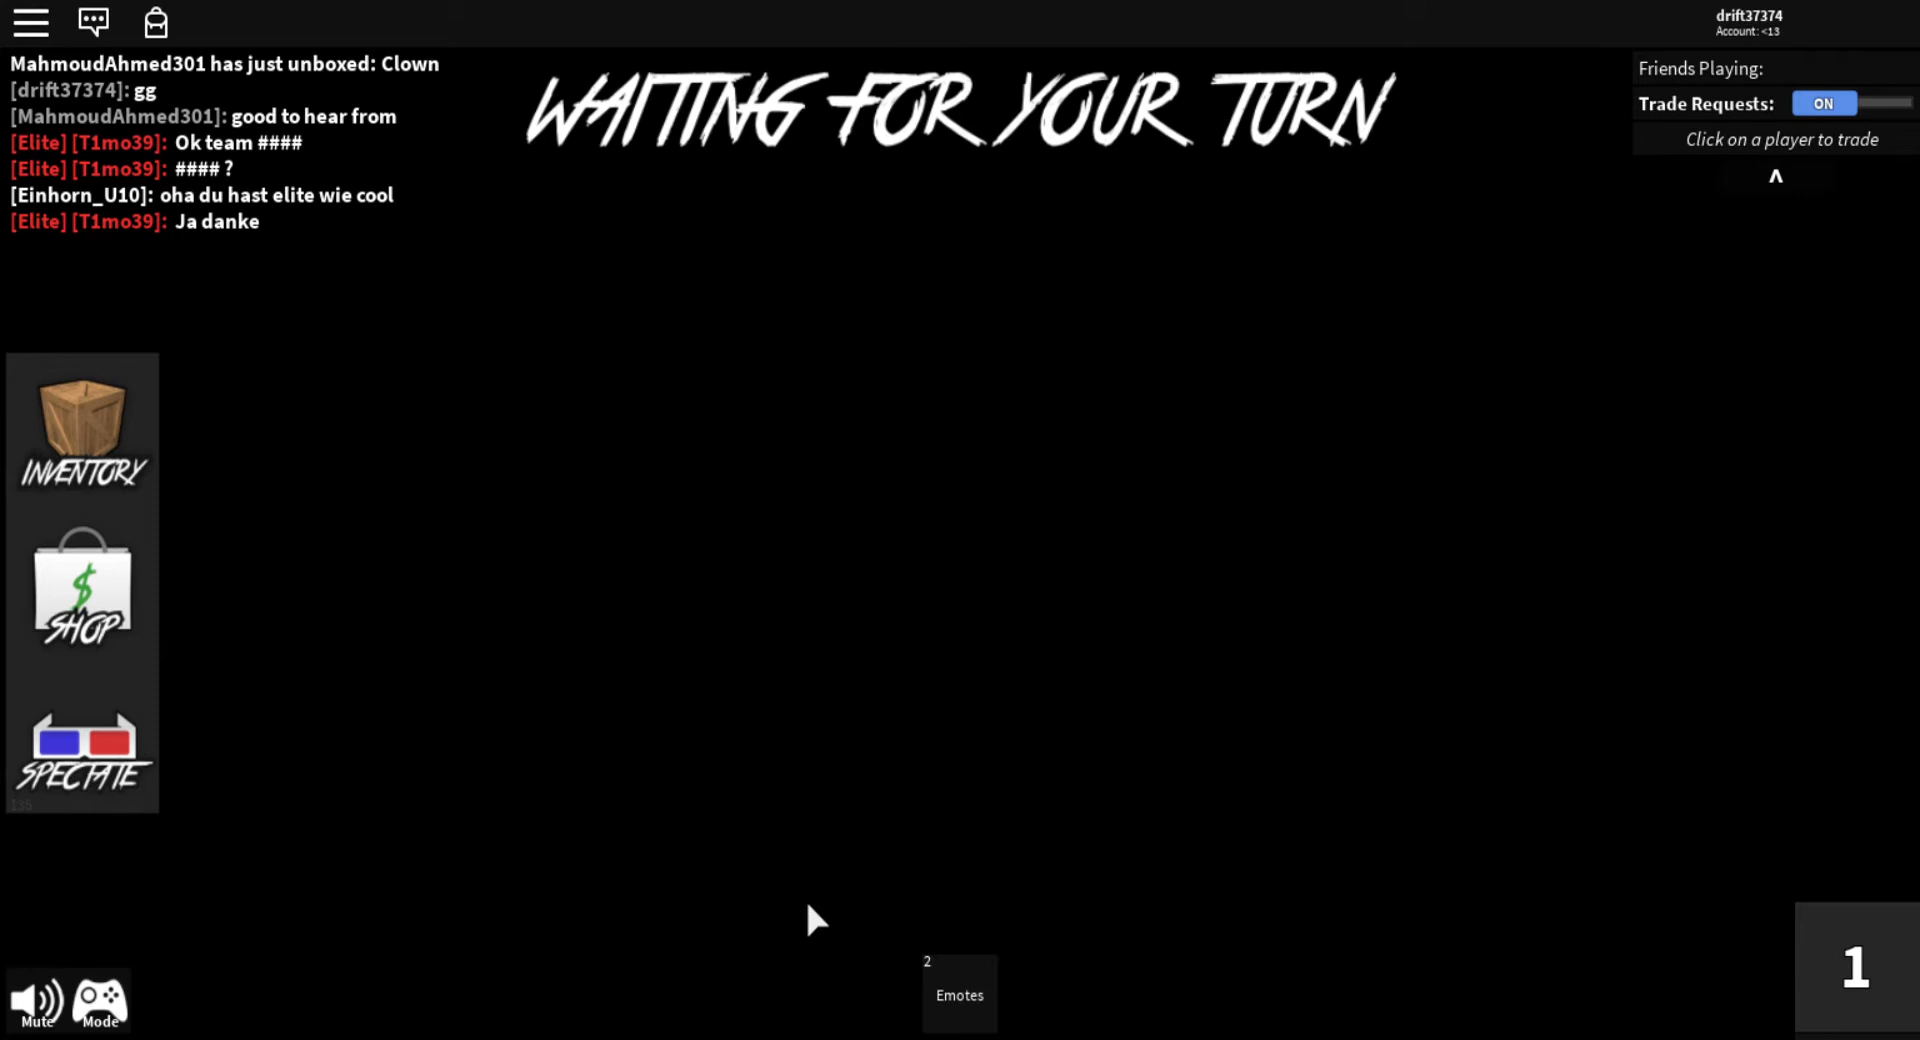 drift37374
Account: <13
MahmoudAhmed301 has just unboxed: Clown
[drift37374]: gg
[MahmoudAhmed301]: good to hear from
[Elite] [T1mo39]: Ok team ####
[Elite] [T1mo39]: #### ?
[Einhorn_U10]: oha du hast elite wie cool
[Elite] [T1mo39]: Ja danke
WAITING FOR YOUR TURN
Friends Playing:
Trade Requests: ON
Click on a player to trade
INVENTORY
$
SHOP
SPECTATE
135
Mute
Mode
2
Emotes
1